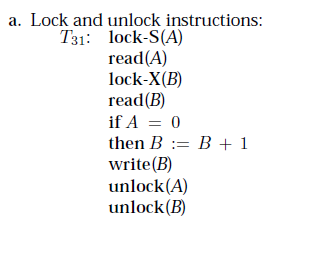 a. Lock and unlock instructions:
T31: lock-S(A)
read(A)
lock-X(B)
read(B)
if A = 0
then B := B + 1
write(B)
unlock(A)
unlock(B)